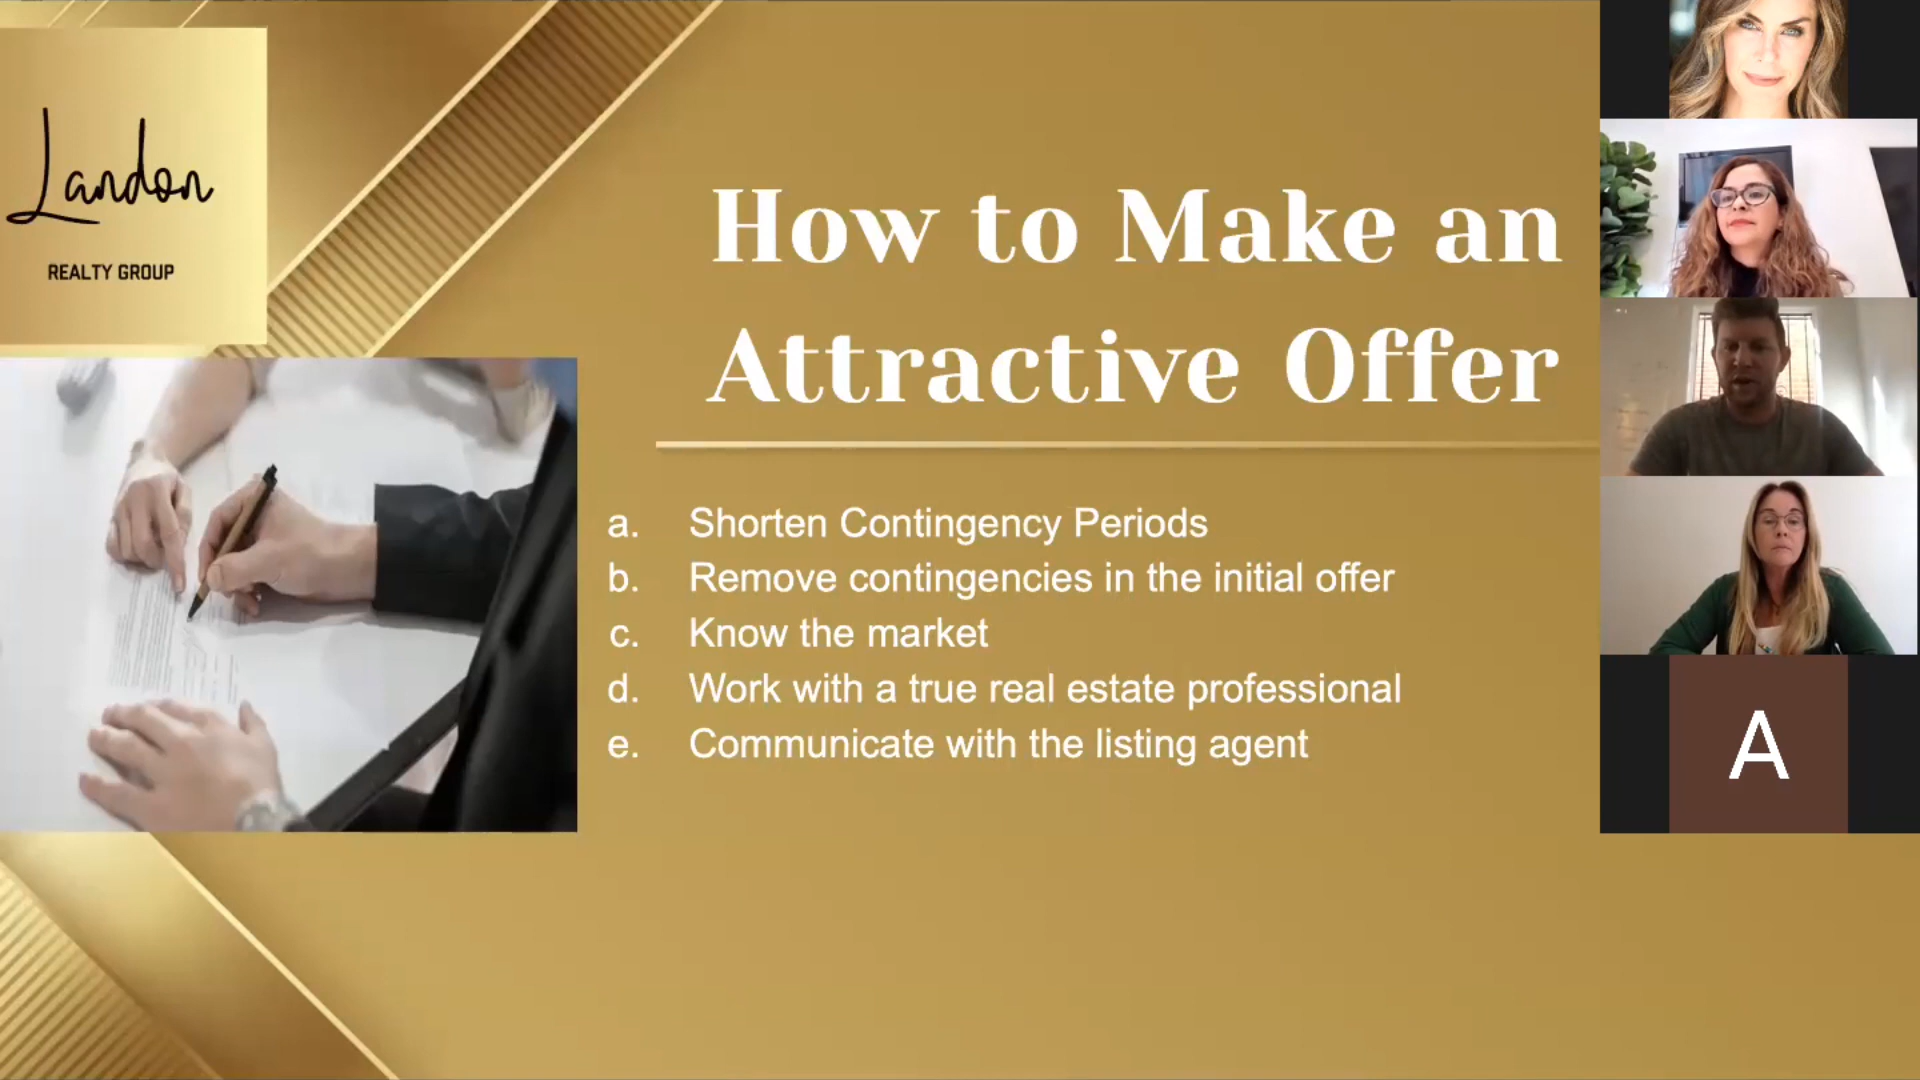 Landon
REALTY GROUP
How to Make an
Attractive Offer
a. Shorten Contingency Periods
b. Remove contingencies in the initial offer
c. Know the market
d. Work with a true real estate professional
e. Communicate with the listing agent
A